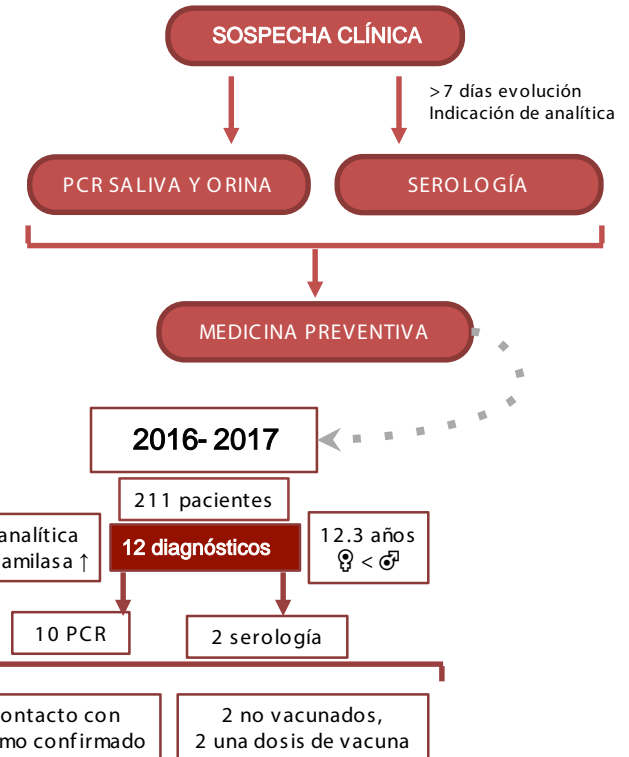 SOSPECHA CLÍNICA
>7 días evolución
Indicación de analítica
PCR SALIVA Y ORINA
SEROLOGÍA
MEDICINA PREVENTIVA
2016- 2017
211 pacientes
analítica
amilasa ↑
12 diagnósticos
12.3 años
♀ < ♂
10 PCR
2 serología
ontacto con
mo confirmado
2 no vacunados,
2 una dosis de vacuna